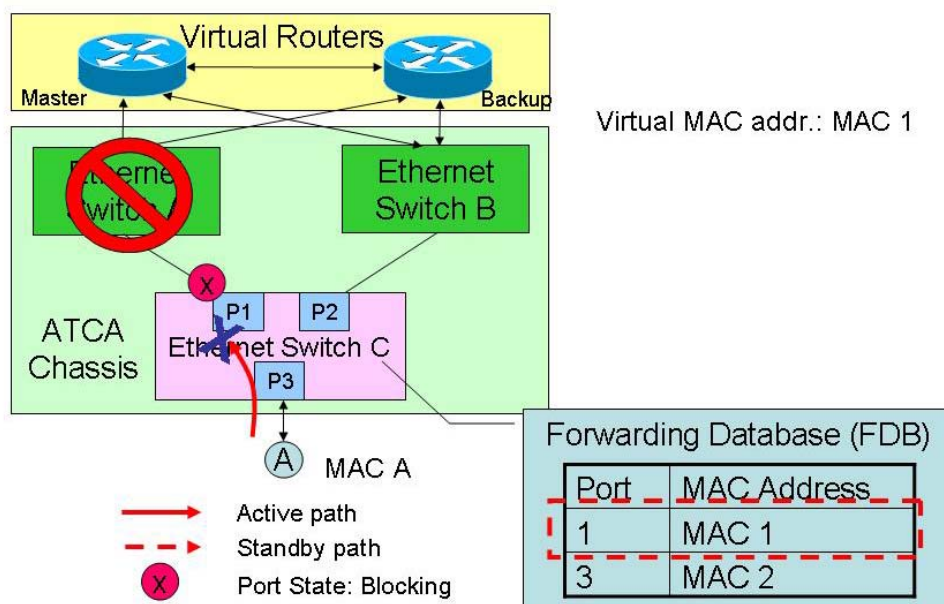 Virtual Routers
Master
Backup
Virtual MAC addr.: MAC 1
Ethernet
Switch A
Ethernet
Switch B
X
P1
P2
ATCA
Chassis
Ethernet Switch C
P3
A
MAC A
Forwarding Database (FDB)
Port MAC Address
1 MAC 1
3 MAC 2
Active path
Standby path
X Port State: Blocking